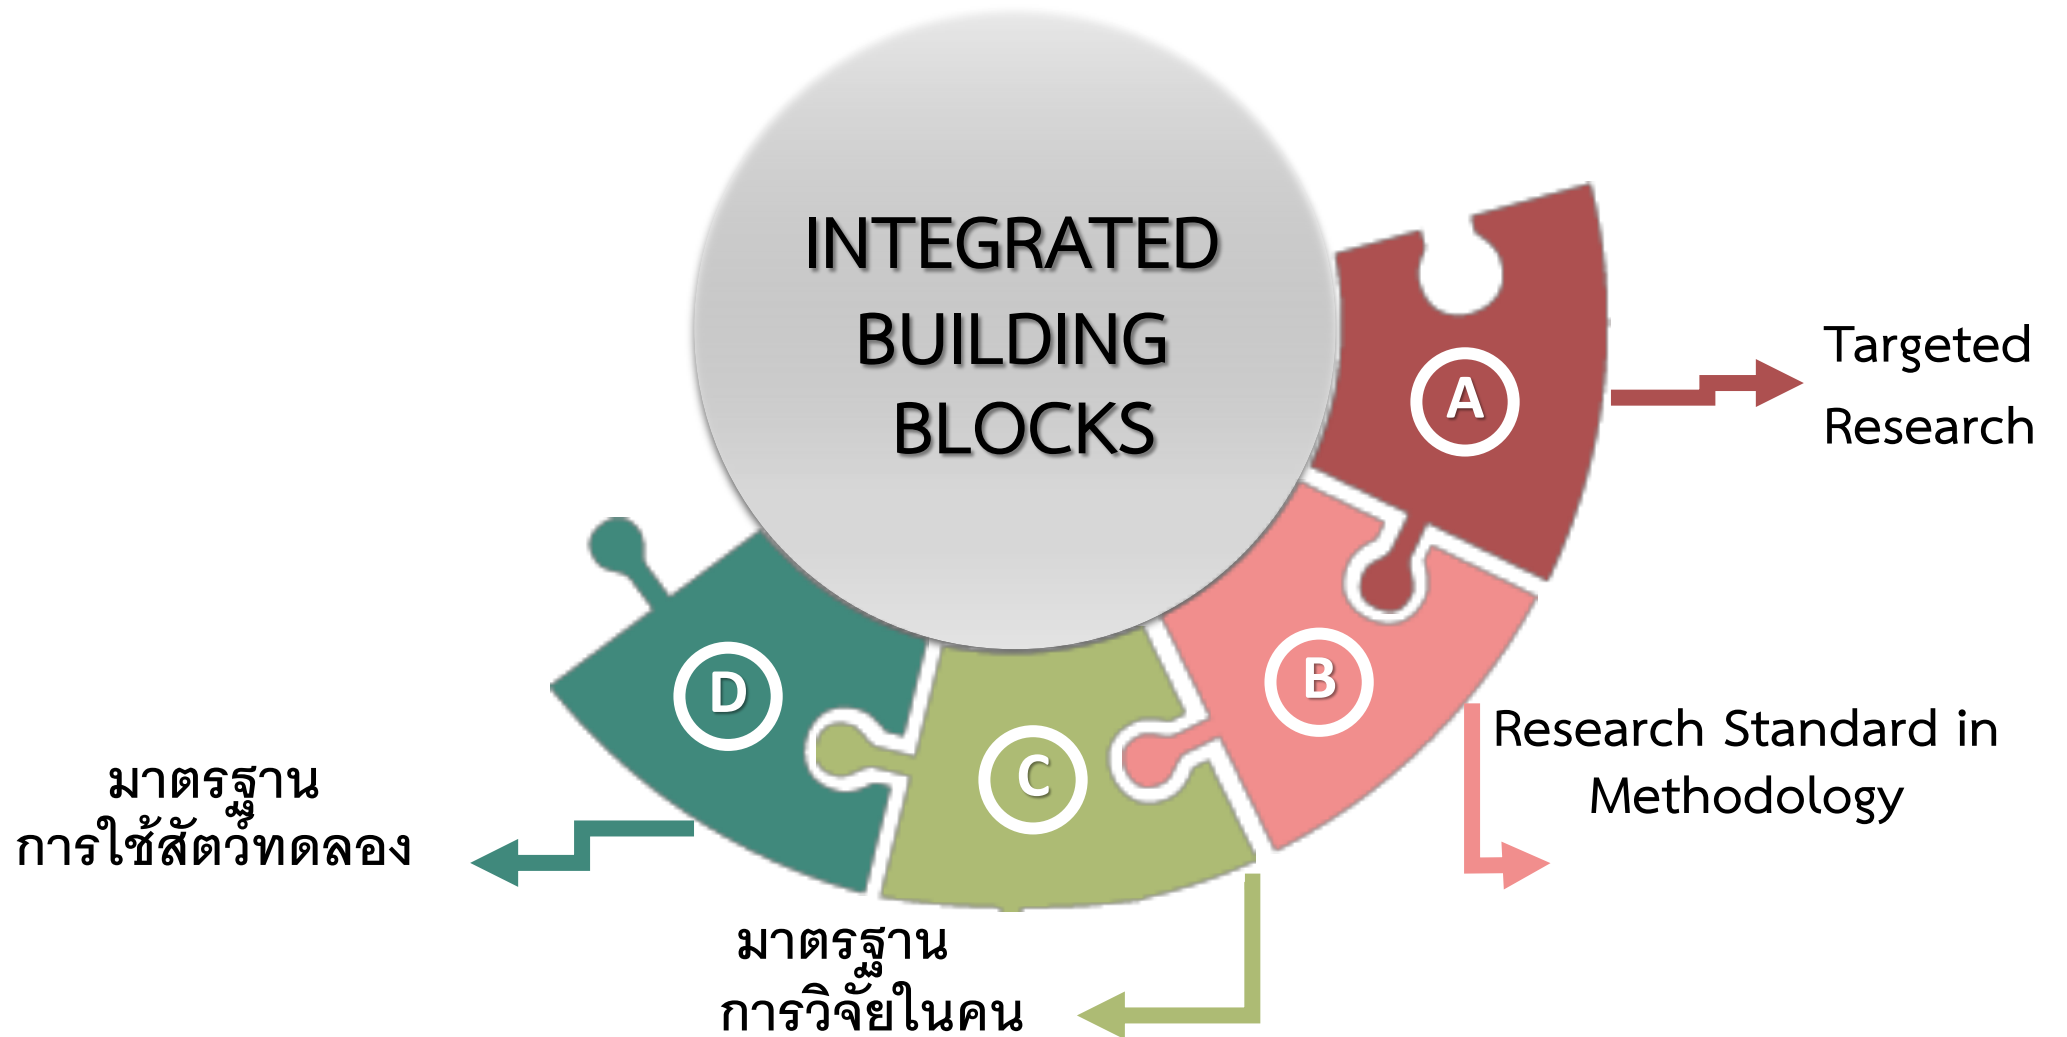 INTEGRATED
BUILDING
BLOCKS
A
Targeted
Research
B
Research Standard in
Methodology
C
มาตรฐาน
การวิจัยในคน
D
มาตรฐาน
การใช้สัตว์ทดลอง